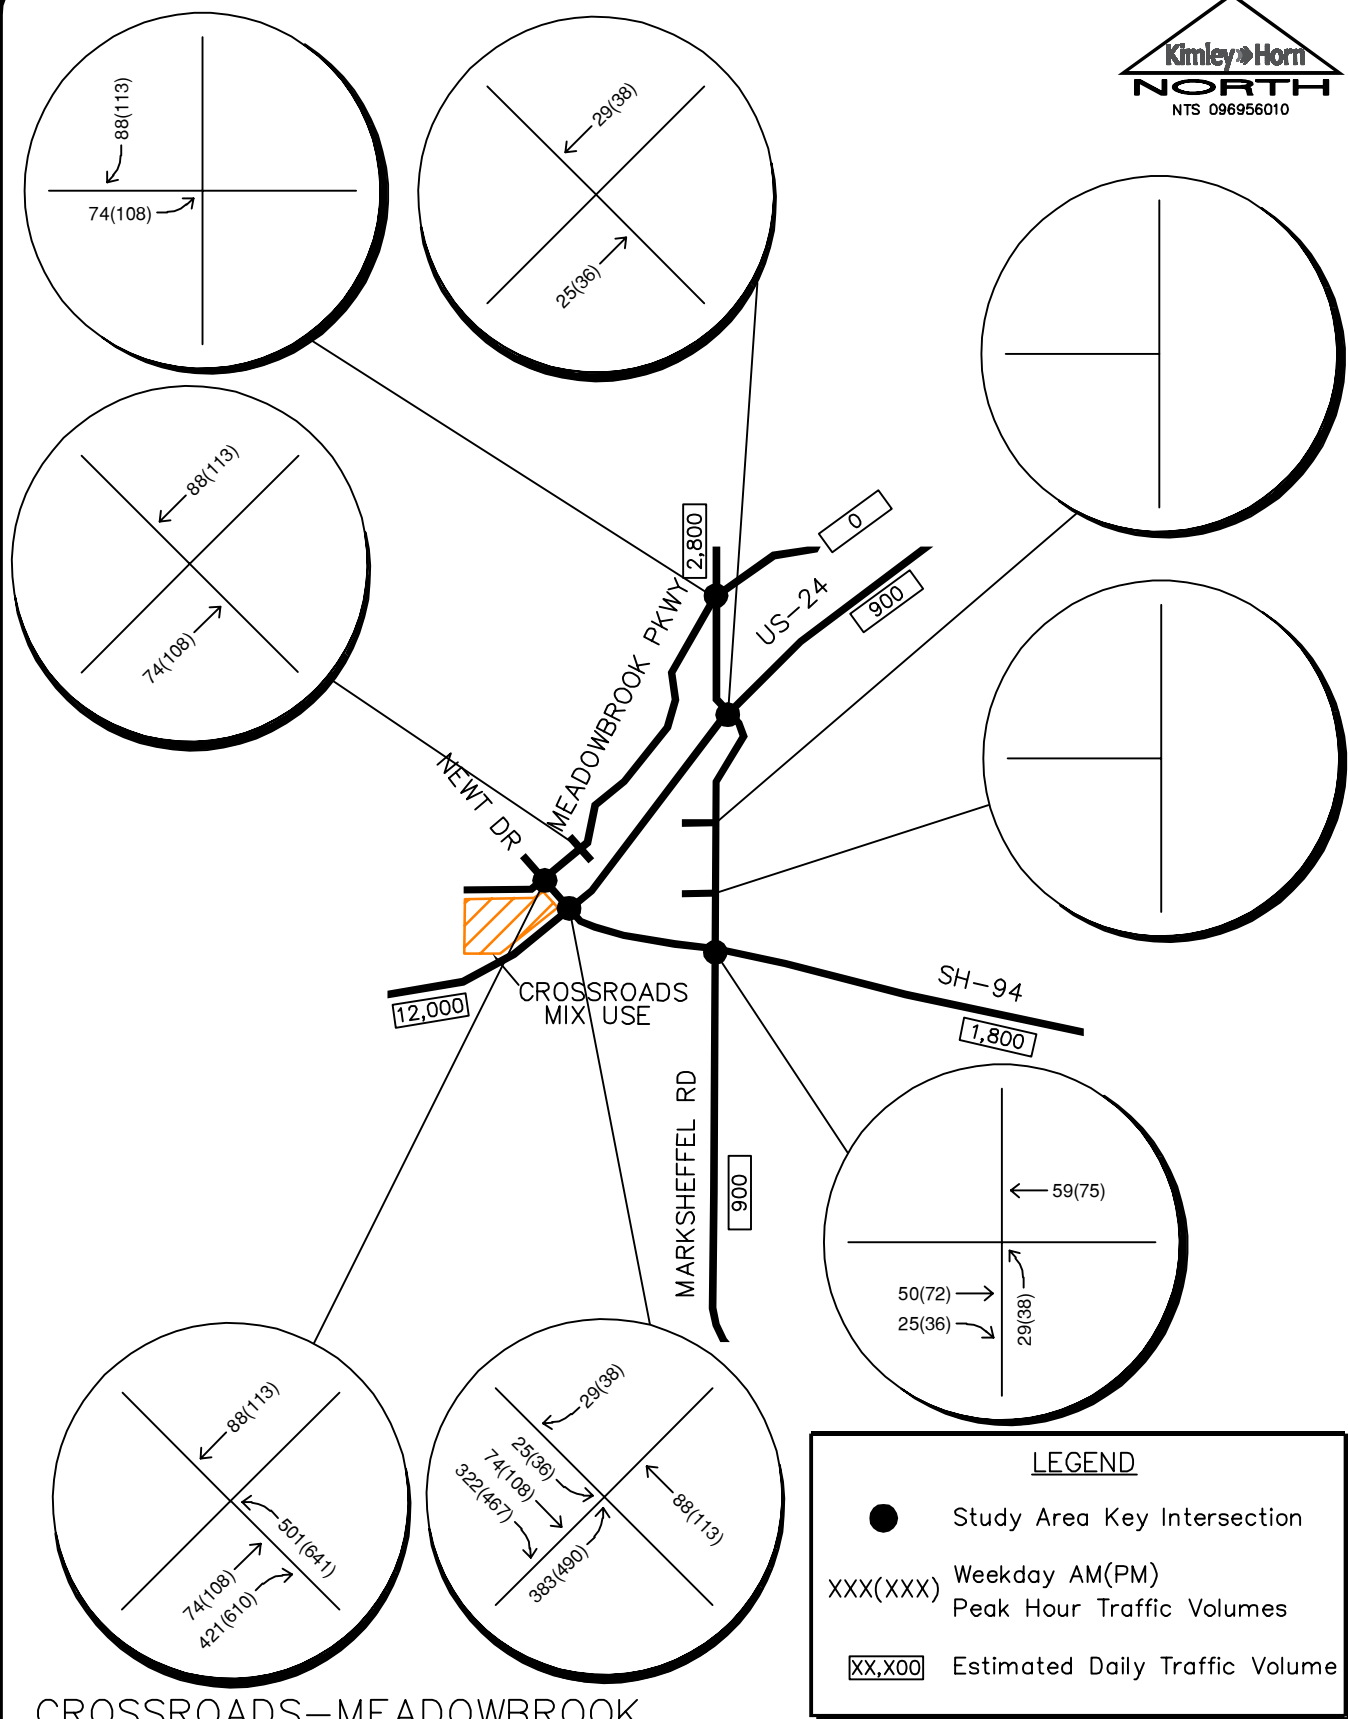 Kimley»Horn
NORTH
NTS 096956010
88(113)
74(108)
29(38)
25(36)
88(113)
74(108)
2,800
0
US-24
900
MEADOWBROOK PKWY
NEWT DR
CROSSROADS
MIX USE
12,000
SH-94
1,800
MARKSHEFFEL RD
900
59(75)
50(72)
25(36)
29(38)
88(113)
501(641)
74(108)
421(610)
29(38)
25(36)
74(108)
322(467)
88(113)
383(490)
LEGEND
Study Area Key Intersection
XXX(XXX) Weekday AM(PM)
Peak Hour Traffic Volumes
XX,X00 Estimated Daily Traffic Volume
CROSSROADS-MEADOWBROOK